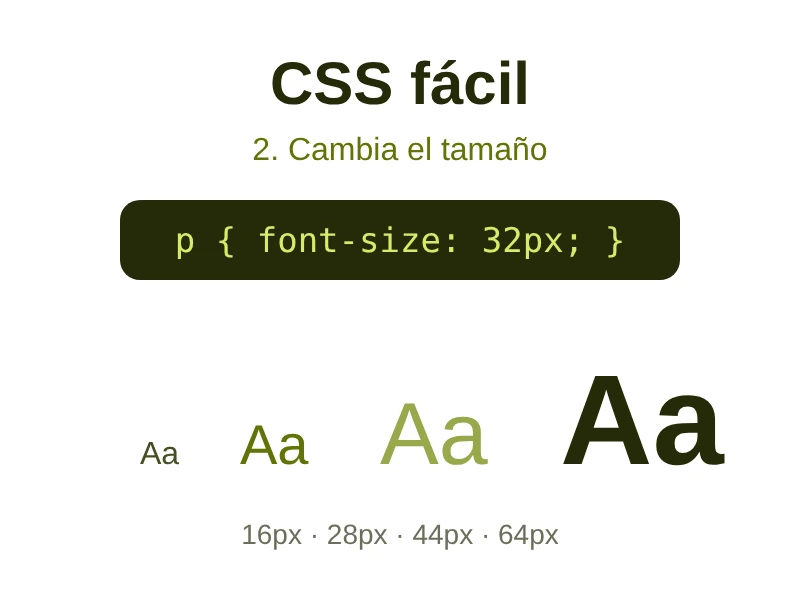 CSS fácil
2. Cambia el tamaño
p { font-size: 32px; }
Aa Aa Aa Aa
16px · 28px · 44px · 64px